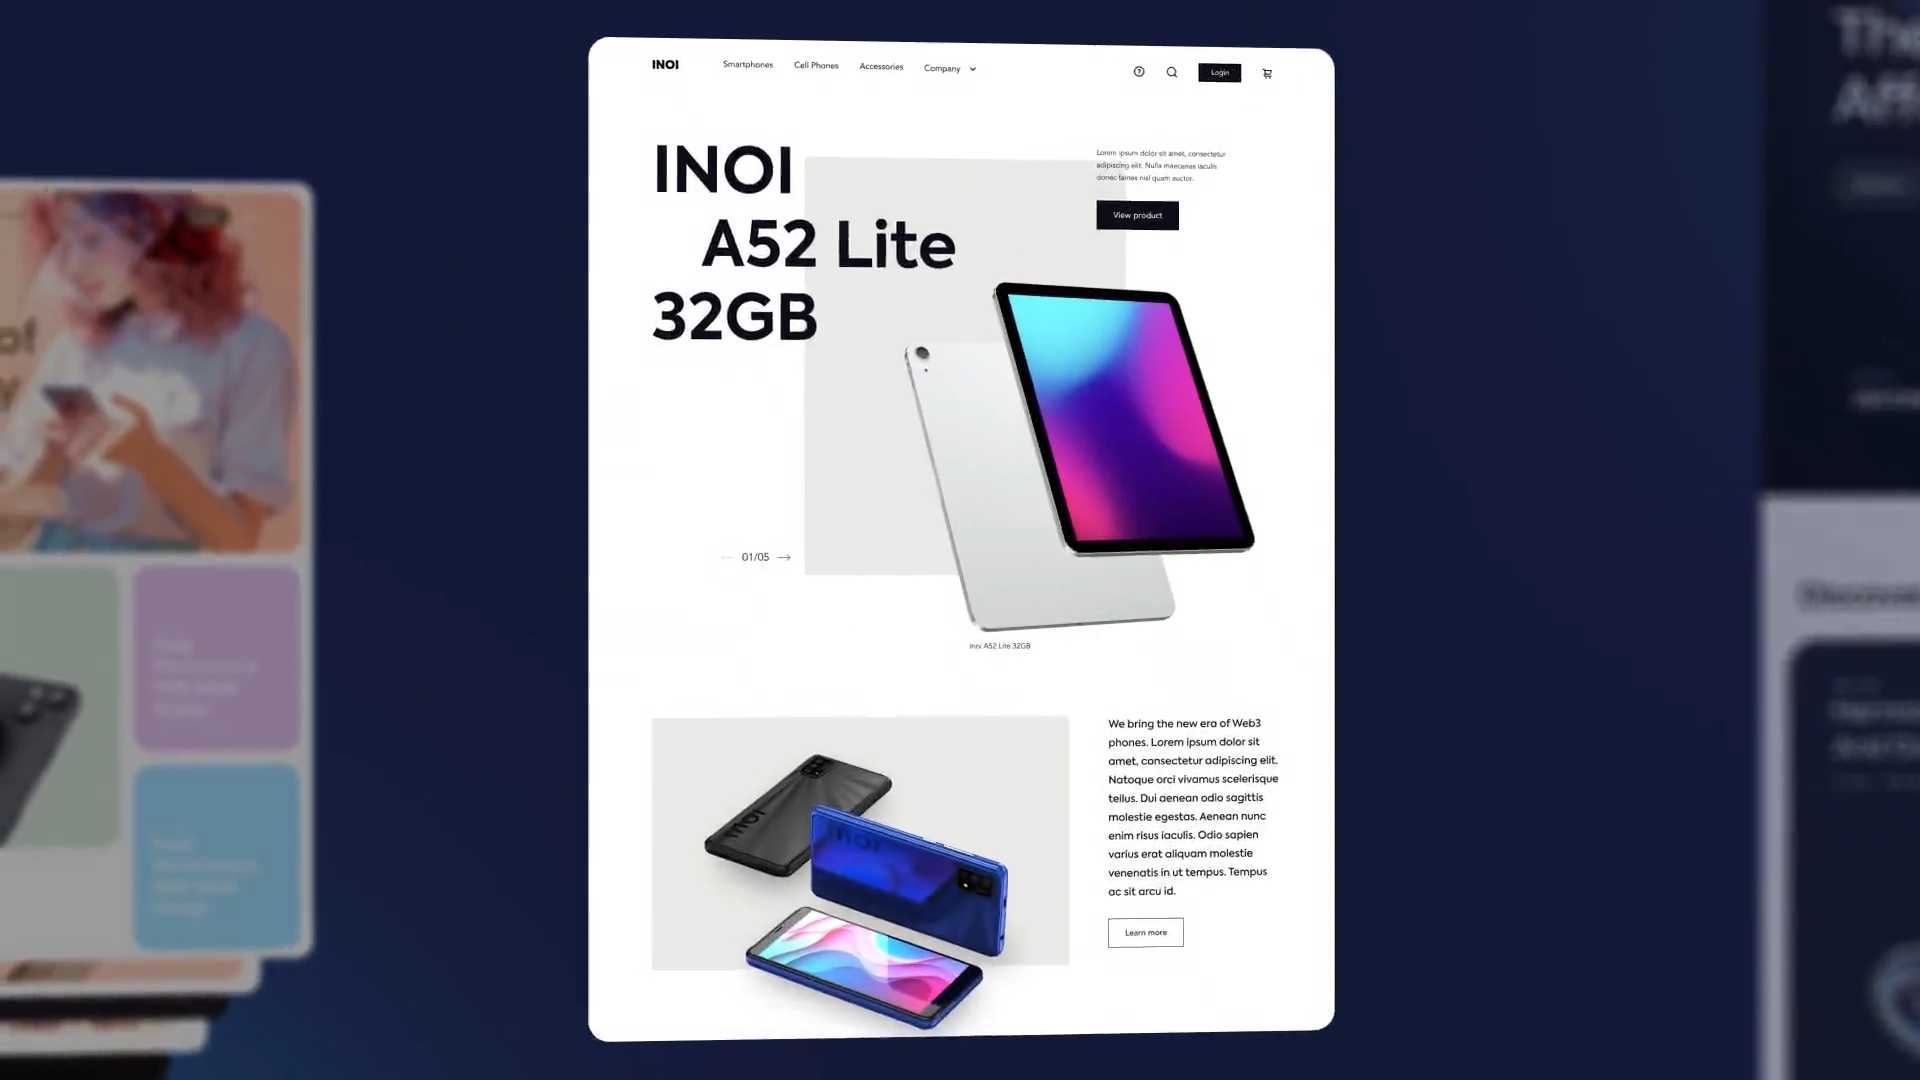 INOI
Smartphones
Cell Phones
Accessories
Company
Login
INOI
A52 Lite
32GB
Lorem ipsum dolor sit amet, consectetur
adipiscing elit. Nulla maecenas iaculis
donec fames nisl quam auctor.
View product
01/05
Inni A52 Lite 32GB
We bring the new era of Web3
phones. Lorem ipsum dolor sit
amet, consectetur adipiscing elit.
Natoque orci vivamus scelerisque
tellus. Dui aenean odio sagittis
molestie egestas. Aenean nunc
enim risus iaculis. Odio sapien
varius erat aliquam molestie
venenatis in ut tempus. Tempus
ac sit arcu id.
Learn more
inoi
inoi
of
The